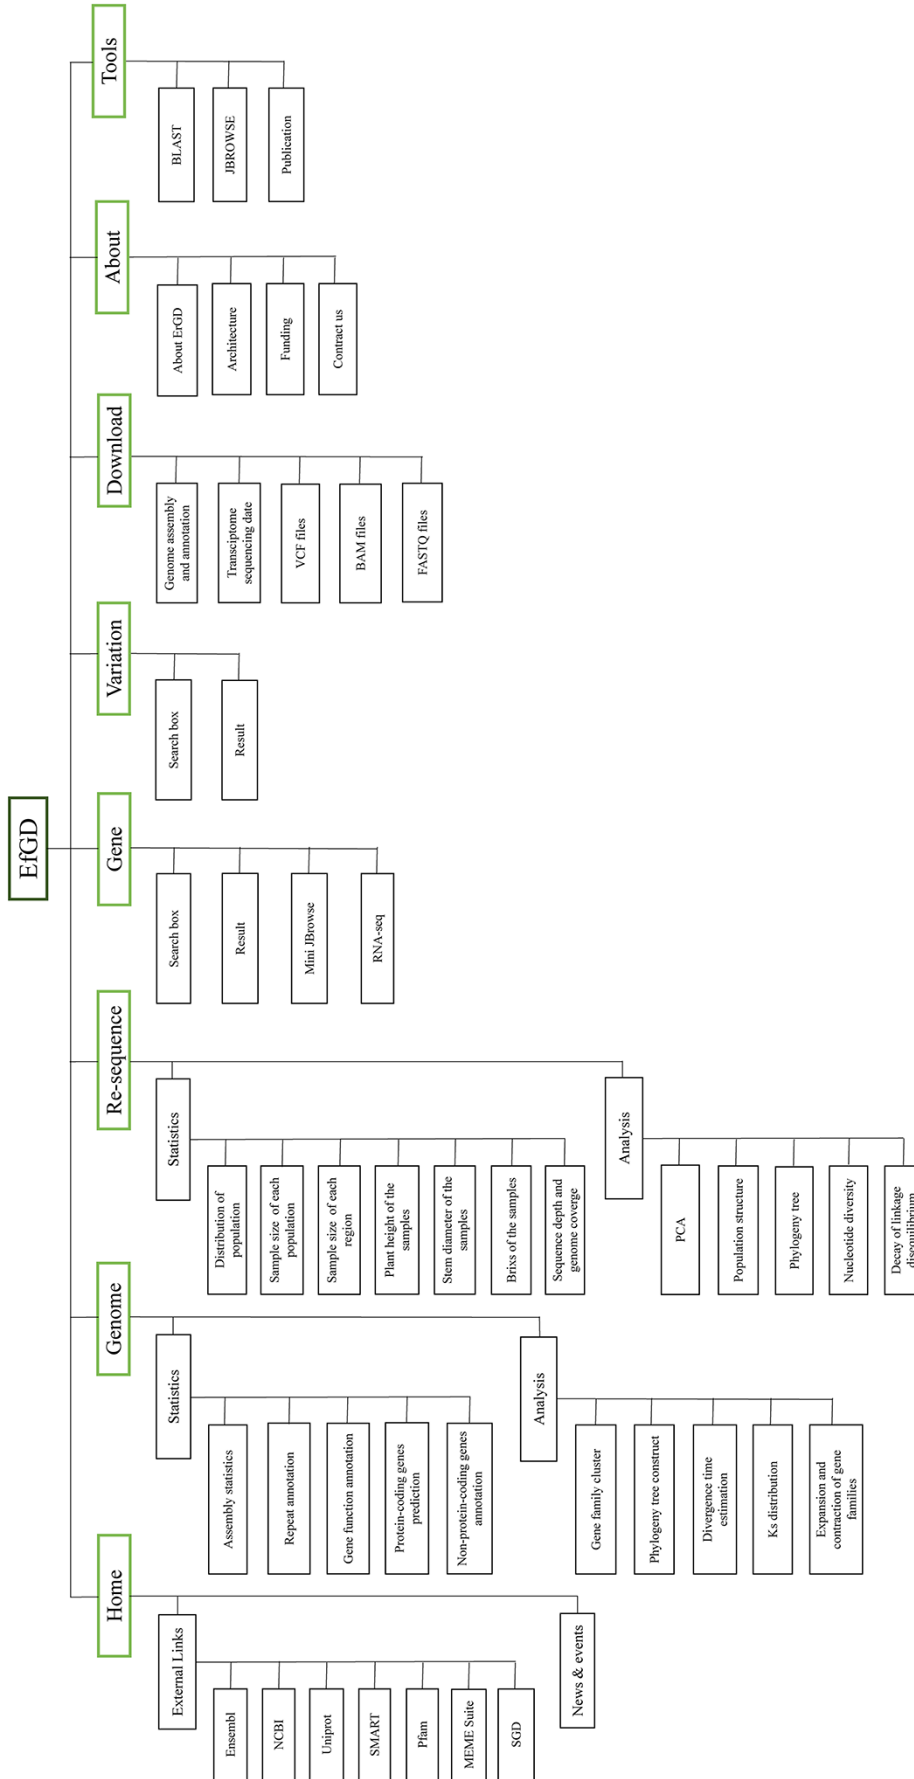 EfGD
Home
External Links
Ensembl
NCBI
Uniprot
SMART
Pfam
MEME Suite
SGD
News & events
Genome
Statistics
Assembly statistics
Repeat annotation
Gene function annotation
Protein-coding genes
prediction
Non-protein-coding genes
annotation
Analysis
Gene family cluster
Phylogeny tree construct
Divergence time
estimation
Ks distribution
Expansion and
contraction of gene
families
Re-sequence
Statistics
Distribution of
population
Sample size of each
population
Sample size of each
region
Plant height of the
samples
Stem diameter of the
samples
Brixs of the samples
Sequence depth and
genome coverge
Analysis
PCA
Population structure
Phylogeny tree
Nucleotide diversity
Decay of linkage
disequilibrium
Gene
Search box
Result
Mini JBrowse
RNA-seq
Variation
Search box
Result
Download
Genome assembly
and annotation
Transciptome
sequencing date
VCF files
BAM files
FASTQ files
About
About ErGD
Architecture
Funding
Contract us
Tools
BLAST
JBROWSE
Publication